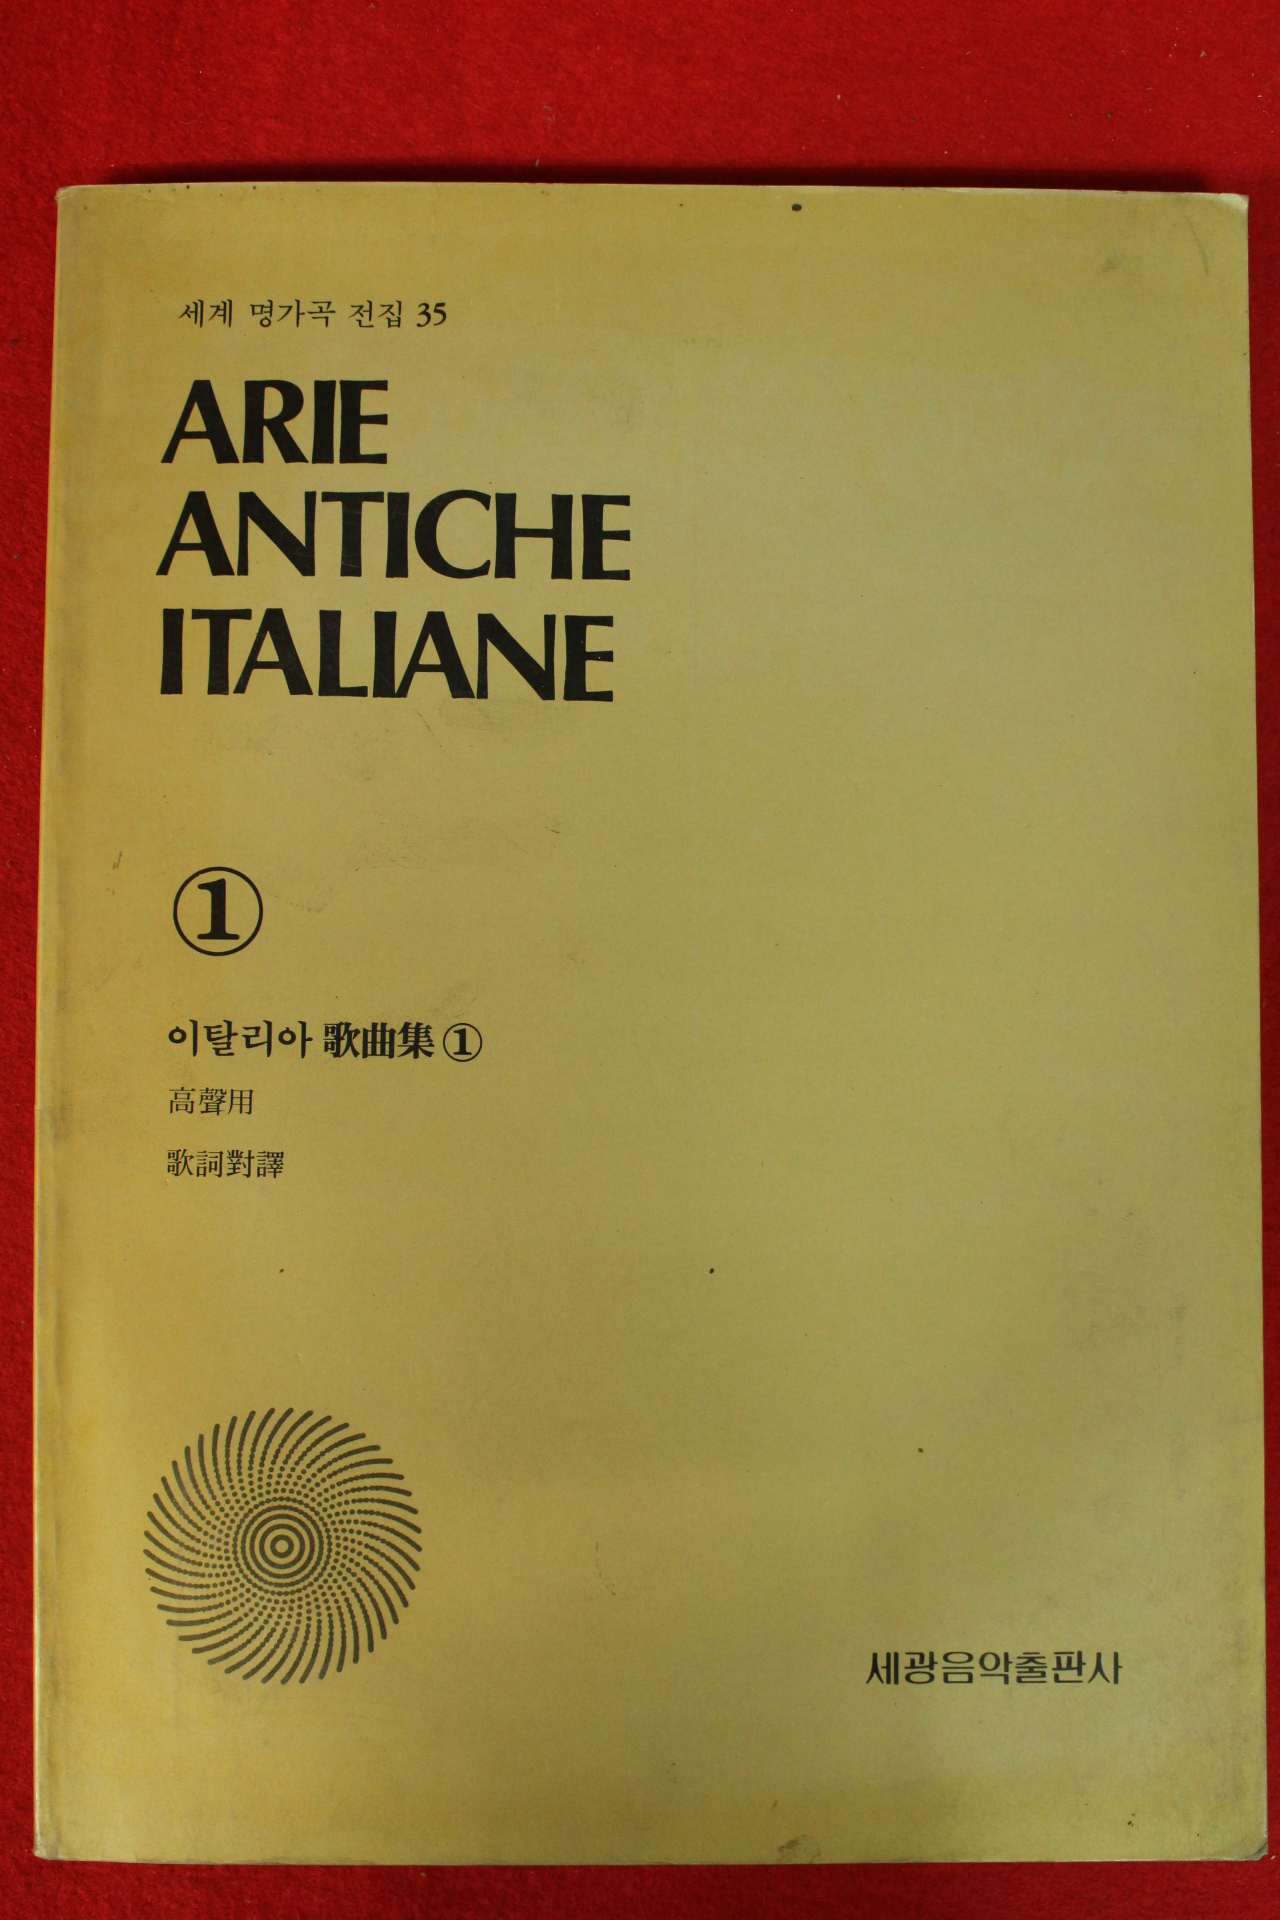 세계 명가곡 전집 35
ARIE
ANTICHE
ITALIANE
①
이탈리아 歌曲集 ①
高聲用
歌詞對譯
세광음악출판사